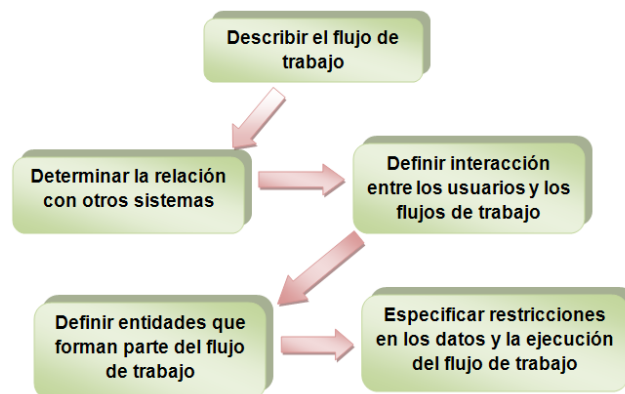 Describir el flujo de
trabajo
Determinar la relación
con otros sistemas
Definir interacción
entre los usuarios y los
flujos de trabajo
Definir entidades que
forman parte del flujo
de trabajo
Especificar restricciones
en los datos y la ejecución
del flujo de trabajo